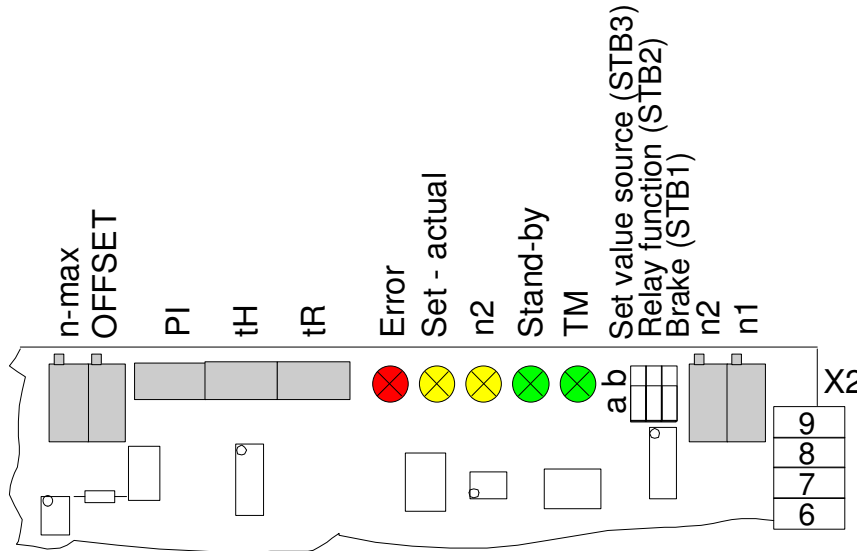 n-max
OFFSET
PI
tH
tR
Error
Set - actual
n2
Stand-by
TM
Set value source (STB3)
Relay function (STB2)
Brake (STB1)
n2
n1
a b
X2
9
8
7
6